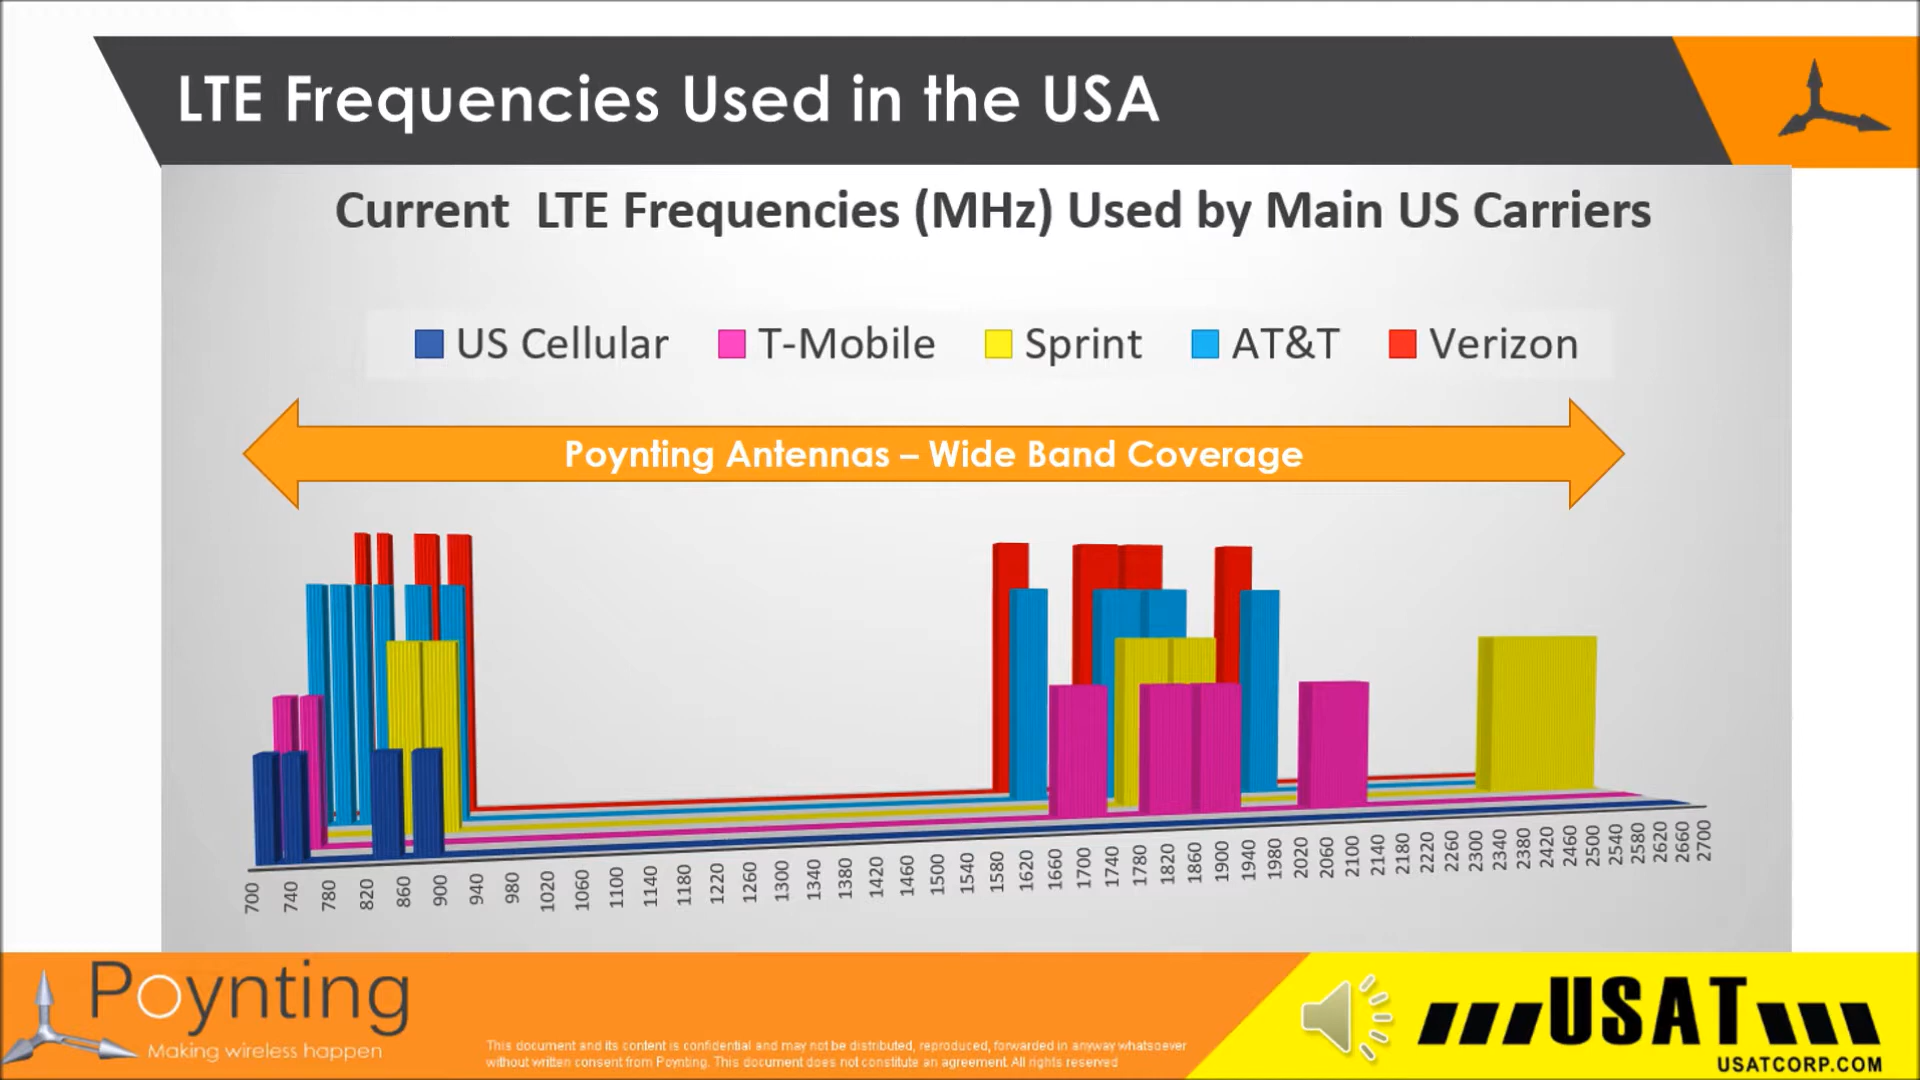 LTE Frequencies Used in the USA
Current  LTE Frequencies (MHz) Used by Main US Carriers
US Cellular T-Mobile Sprint AT&T Verizon
Poynting Antennas – Wide Band Coverage
700 740 780 820 860 900 940 980 1020 1060 1100 1140 1180 1220 1260 1300 1340 1380 1420 1460 1500 1540 1580 1620 1660 1700 1740 1780 1820 1860 1900 1940 1980 2020 2060 2100 2140 2180 2220 2260 2300 2340 2380 2420 2460 2500 2540 2580 2620 2660 2700
Poynting
Making wireless happen
This document and its content is confidential and may not be distributed, reproduced, forwarded in anyway whatsoever
without written consent from Poynting. This document does not constitute an agreement. All rights reserved
USAT
USATCORP.COM